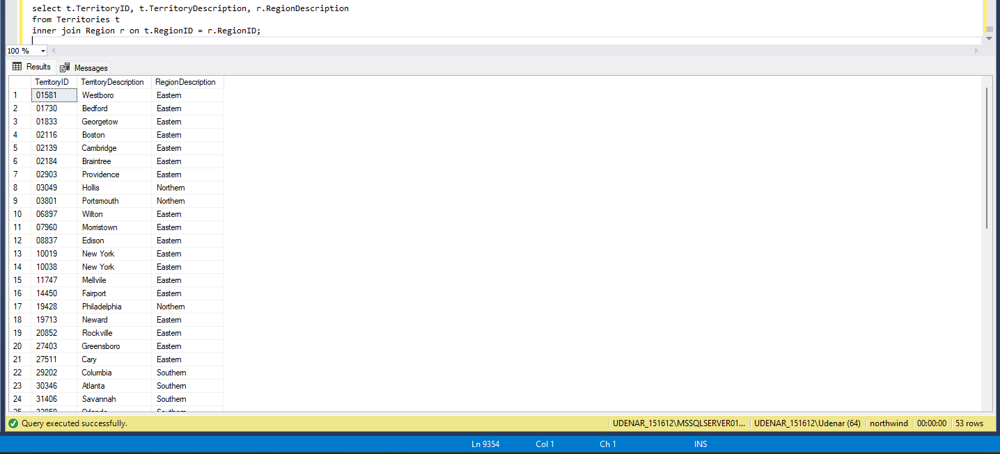 select t.TerritoryID, t.TerritoryDescription, r.RegionDescription
from Territories t
inner join Region r on t.RegionID = r.RegionID;
100 %
Results Messages
TerritoryID TerritoryDescription RegionDescription
1 01581 Westboro Eastern
2 01730 Bedford Eastern
3 01833 Georgetow Eastern
4 02116 Boston Eastern
5 02139 Cambridge Eastern
6 02184 Braintree Eastern
7 02903 Providence Eastern
8 03049 Hollis Northern
9 03801 Portsmouth Northern
10 06897 Wilton Eastern
11 07960 Morristown Eastern
12 08837 Edison Eastern
13 10019 New York Eastern
14 10038 New York Eastern
15 11747 Mellvile Eastern
16 14450 Fairport Eastern
17 19428 Philadelphia Northern
18 19713 Neward Eastern
19 20852 Rockville Eastern
20 27403 Greensboro Eastern
21 27511 Cary Eastern
22 29202 Columbia Southern
23 30346 Atlanta Southern
24 31406 Savannah Southern
Query executed successfully. UDENAR_151612\MSSQLSERVER01... UDENAR_151612\Udenar (64) northwind 00:00:00 53 rows
Ln 9354 Col 1 Ch 1 INS